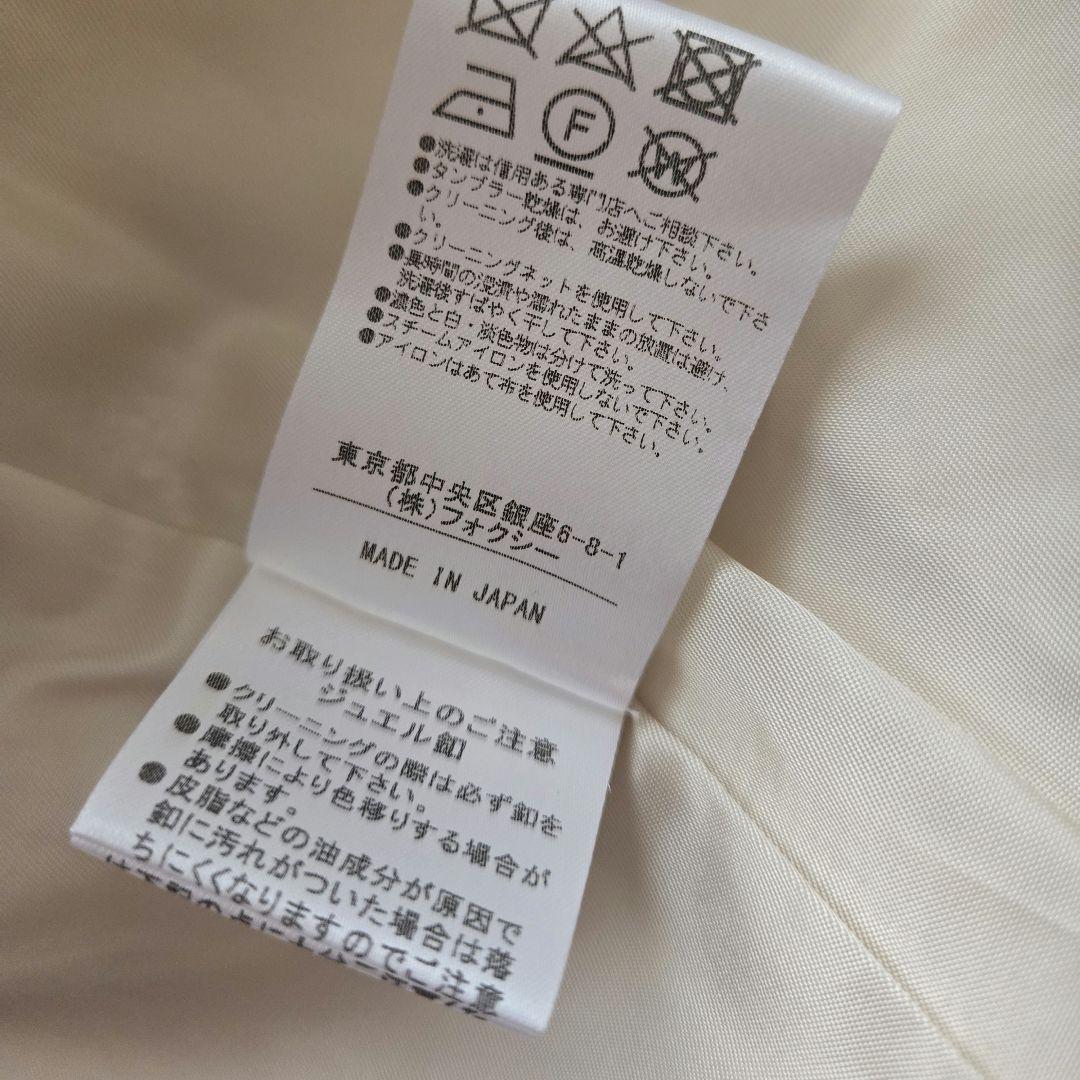 F
●洗濯は信用ある専門店へご相談下さい。
●タンブラー乾燥は、お避け下さい。
●クリーニング後は、高温乾燥しないで下さ
い。
●クリーニングネットを使用して下さい。
●長時間の浸漬や濡れたままの放置は避け、
洗濯後すばやく干して下さい。
●濃色と白・淡色物は分けて洗って下さい。
●スチームアイロンを使用しないで下さい。
●アイロンはあて布を使用して下さい。
東京都中央区銀座6-8-1
(株)フォクシー
MADE IN JAPAN
お取り扱い上のご注意
ジュエル釦
●クリーニングの際は必ず釦を
取り外して下さい。
●摩擦により色移りする場合が
あります。
●皮脂などの油成分が原因で
釦に汚れがついた場合は落
ちにくくなりますのでご注意